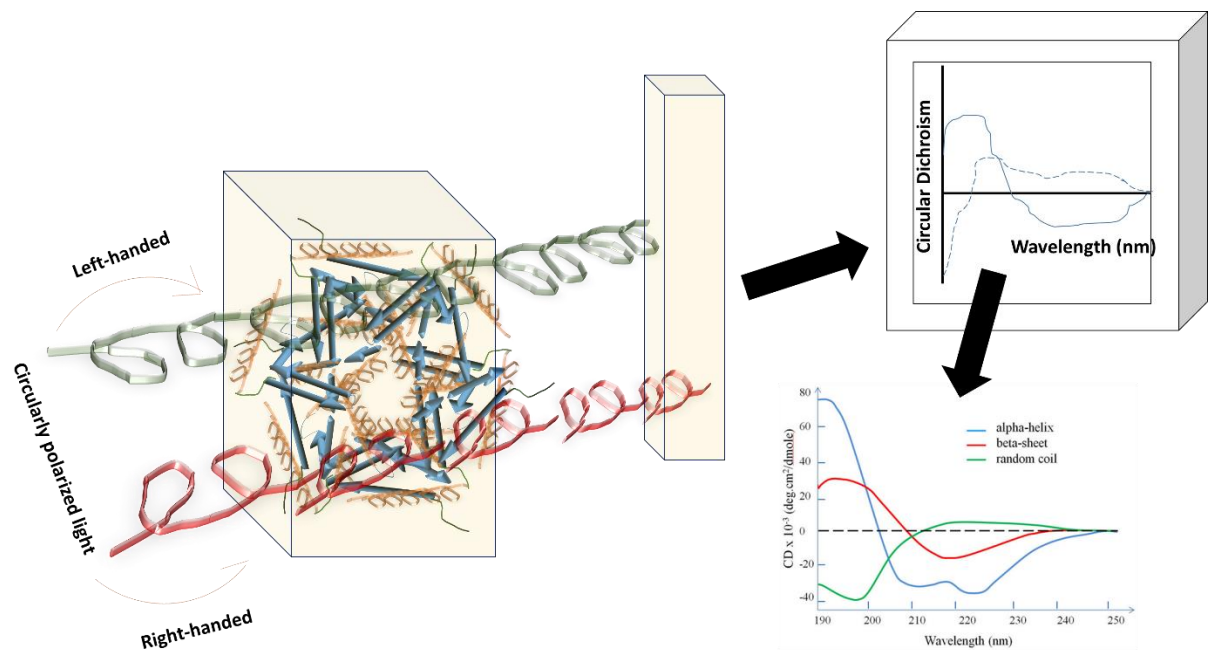 Left-handed
Circularly polarized light
Right-handed
Circular Dichroism
Wavelength (nm)
alpha-helix
beta-sheet
random coil
CD x 10⁻³ (deg.cm²/dmole)
80
60
40
20
0
-20
-40
190 200 210 220 230 240 250
Wavelength (nm)